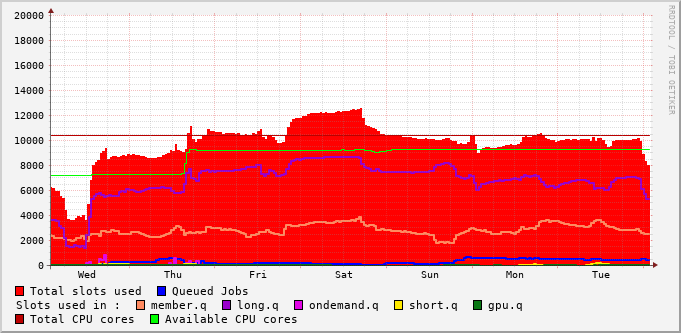 20000
18000
16000
14000
12000
10000
8000
6000
4000
2000
0
Wed Thu Fri Sat Sun Mon Tue
RRDTOOL / TOBI OETIKER
Total slots used Queued Jobs
Slots used in : member.q long.q ondemand.q short.q gpu.q
Total CPU cores Available CPU cores